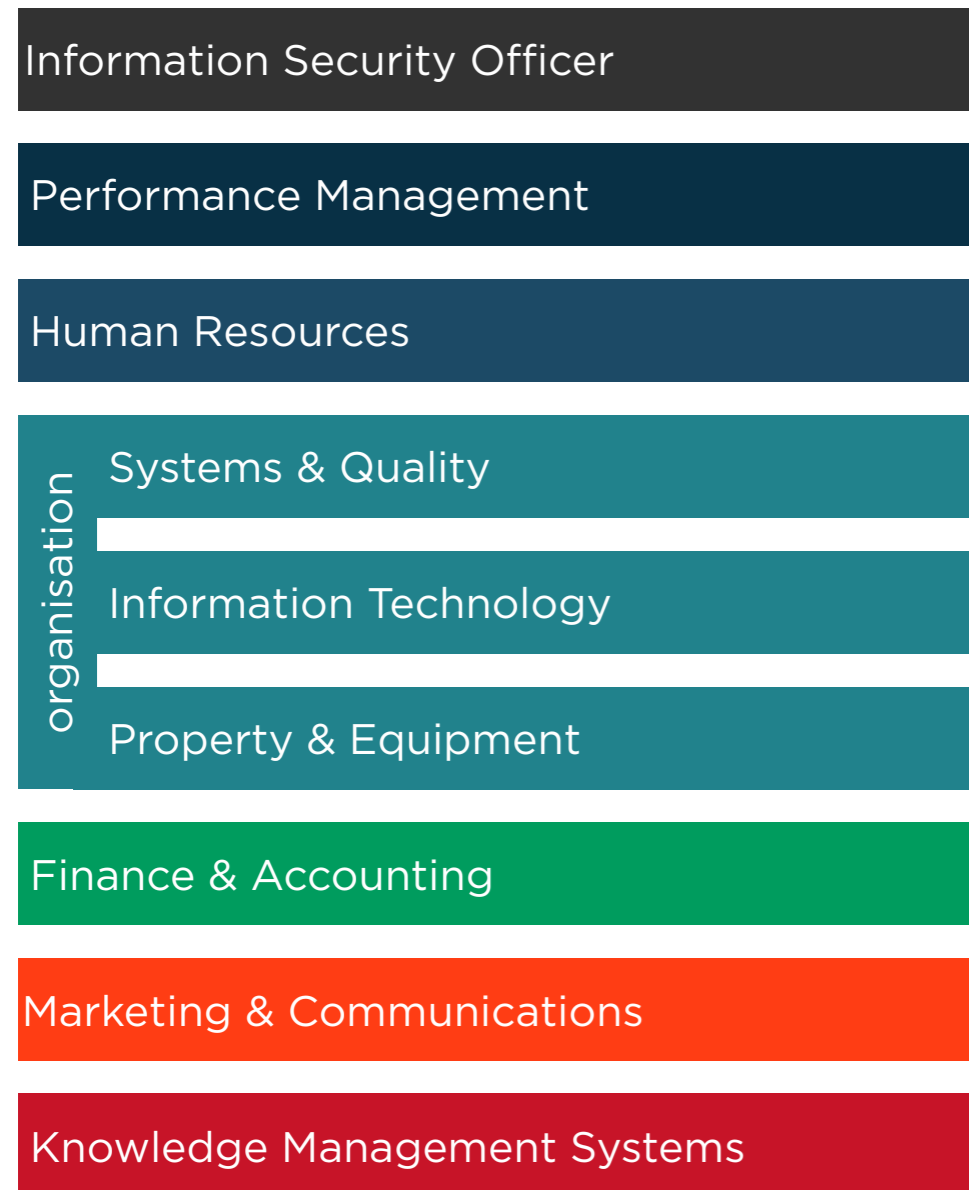 Information Security Officer
Performance Management
Human Resources
organisation
Systems & Quality
Information Technology
Property & Equipment
Finance & Accounting
Marketing & Communications
Knowledge Management Systems